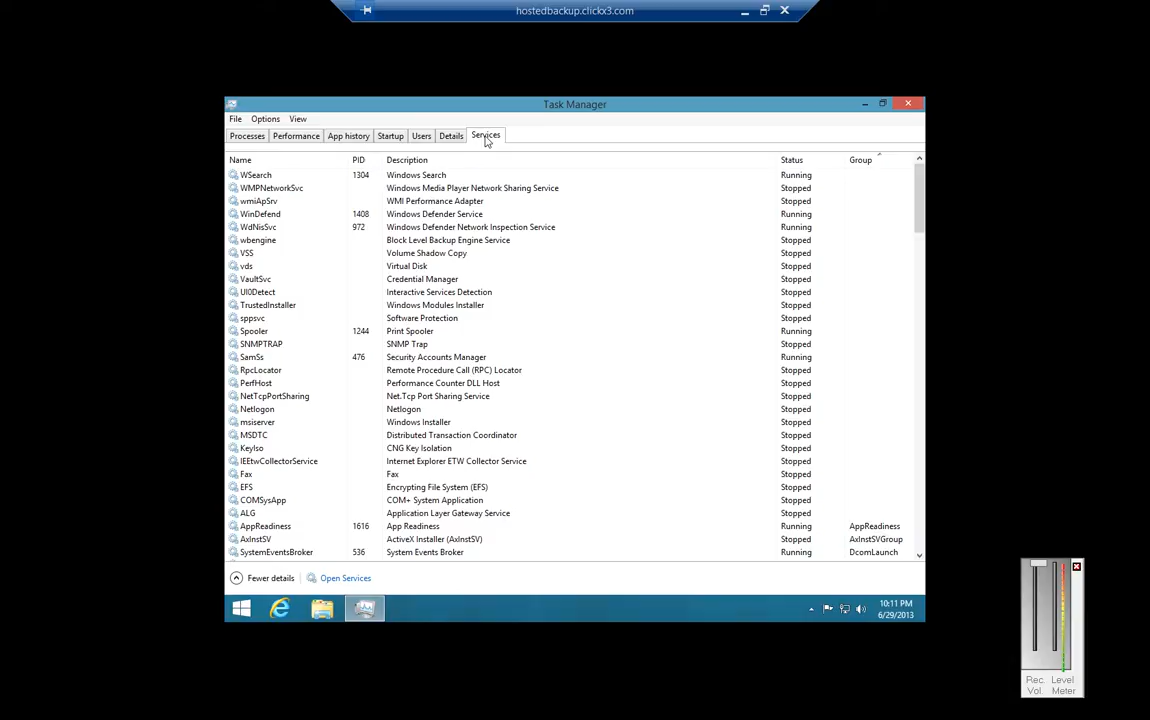 hostedbackup.clickx3.com
Task Manager
File Options View
Processes Performance App history Startup Users Details Services
Name PID Description Status Group
WSearch 1304 Windows Search Running
WMPNetworkSvc Windows Media Player Network Sharing Service Stopped
wmiApSrv WMI Performance Adapter Stopped
WinDefend 1408 Windows Defender Service Running
WdNisSvc 972 Windows Defender Network Inspection Service Running
wbengine Block Level Backup Engine Service Stopped
VSS Volume Shadow Copy Stopped
vds Virtual Disk Stopped
VaultSvc Credential Manager Stopped
UI0Detect Interactive Services Detection Stopped
TrustedInstaller Windows Modules Installer Stopped
sppsvc Software Protection Stopped
Spooler 1244 Print Spooler Running
SNMPTRAP SNMP Trap Stopped
SamSs 476 Security Accounts Manager Running
RpcLocator Remote Procedure Call (RPC) Locator Stopped
PerfHost Performance Counter DLL Host Stopped
NetTcpPortSharing Net.Tcp Port Sharing Service Stopped
Netlogon Netlogon Stopped
msiserver Windows Installer Stopped
MSDTC Distributed Transaction Coordinator Stopped
KeyIso CNG Key Isolation Stopped
IEEtwCollectorService Internet Explorer ETW Collector Service Stopped
Fax Fax Stopped
EFS Encrypting File System (EFS) Stopped
COMSysApp COM+ System Application Stopped
ALG Application Layer Gateway Service Stopped
AppReadiness 1616 App Readiness Running AppReadiness
AxInstSV ActiveX Installer (AxInstSV) Stopped AxInstSVGroup
SystemEventsBroker 536 System Events Broker Running DcomLaunch
Fewer details Open Services
10:11 PM
6/29/2013
Rec. Level
Vol. Meter